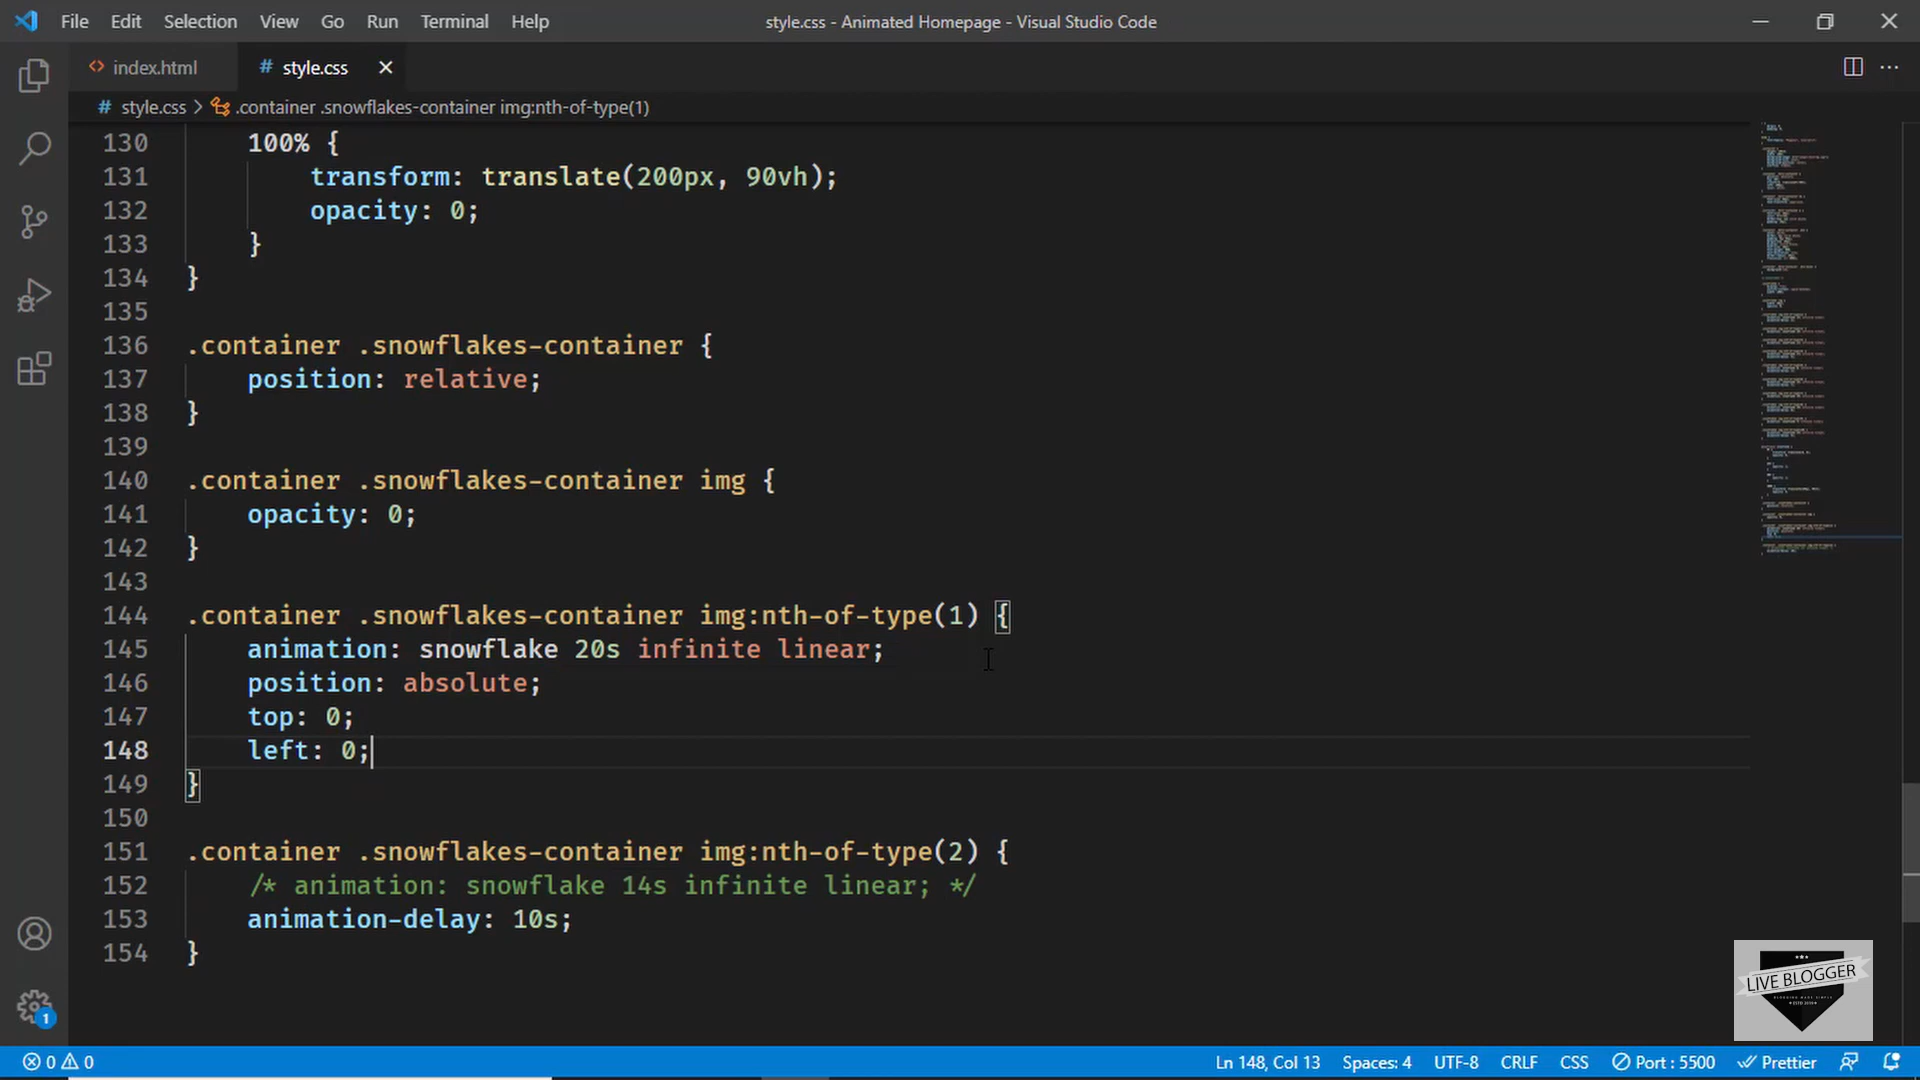 File Edit Selection View Go Run Terminal Help style.css - Animated Homepage - Visual Studio Code
<> index.html # style.css
# style.css > .container .snowflakes-container img:nth-of-type(1)
130 100% {
131 transform: translate(200px, 90vh);
132 opacity: 0;
133 }
134 }
135
136 .container .snowflakes-container {
137 position: relative;
138 }
139
140 .container .snowflakes-container img {
141 opacity: 0;
142 }
143
144 .container .snowflakes-container img:nth-of-type(1) {
145 animation: snowflake 20s infinite linear;
146 position: absolute;
147 top: 0;
148 left: 0;
149 }
150
151 .container .snowflakes-container img:nth-of-type(2) {
152 /* animation: snowflake 14s infinite linear; */
153 animation-delay: 10s;
154 }
LIVE BLOGGER
1
0 0 Ln 148, Col 13 Spaces: 4 UTF-8 CRLF CSS Port : 5500 Prettier